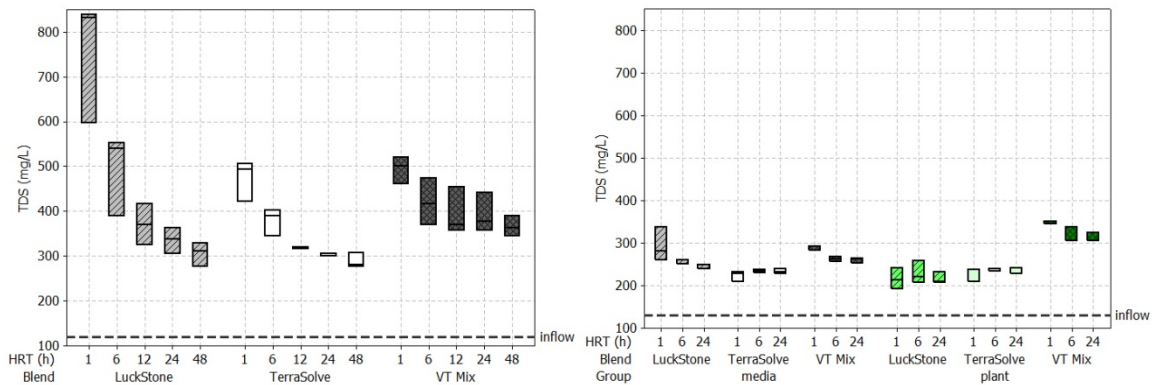 800
700
600
500
400
300
200
100
TDS (mg/L)
inflow
HRT (h) 1 6 12 24 48 1 6 12 24 48 1 6 12 24 48
Blend LuckStone TerraSolve VT Mix
800
700
600
500
400
300
200
100
TDS (mg/L)
inflow
HRT (h) 1 6 24 1 6 24 1 6 24 1 6 24 1 6 24 1 6 24
Blend LuckStone TerraSolve VT Mix LuckStone TerraSolve VT Mix
Group media plant